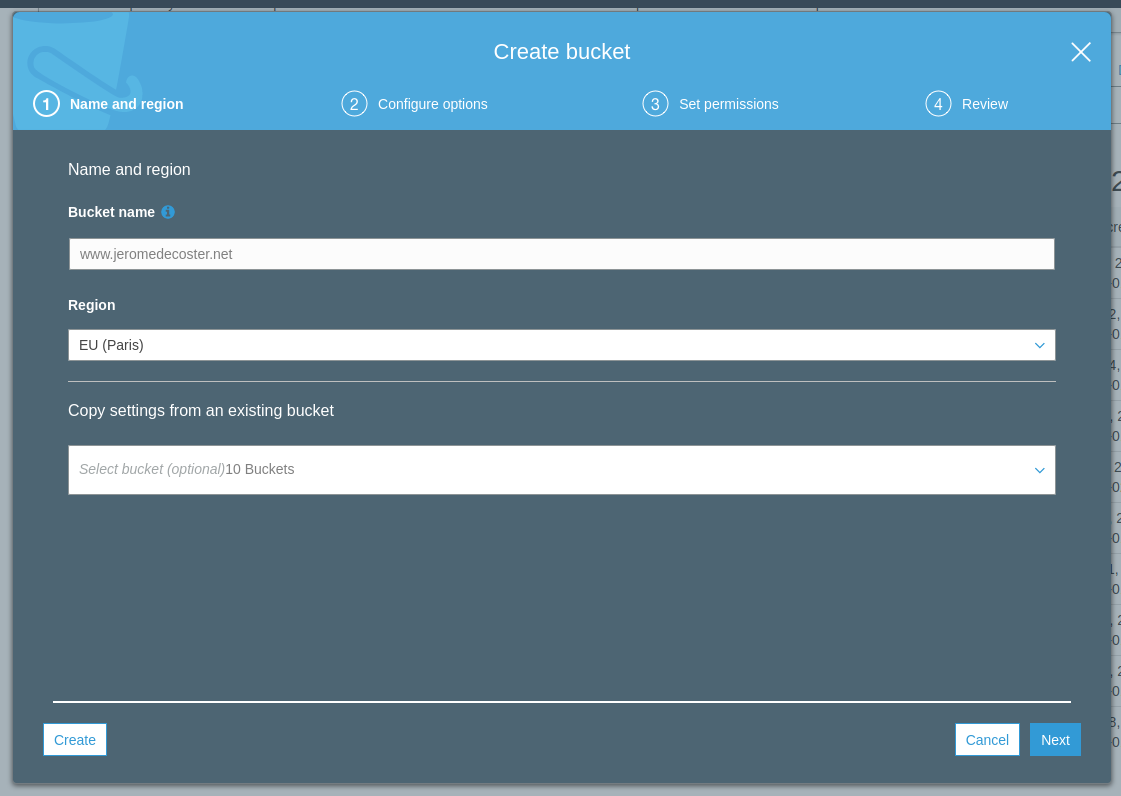 Create bucket
1 Name and region
2 Configure options
3 Set permissions
4 Review
Name and region
Bucket name
www.jeromedecoster.net
Region
EU (Paris)
Copy settings from an existing bucket
Select bucket (optional)10 Buckets
Create
Cancel
Next